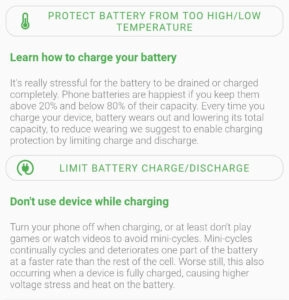 PROTECT BATTERY FROM TOO HIGH/LOW
TEMPERATURE
Learn how to charge your battery
It's really stressful for the battery to be drained or charged
completely. Phone batteries are happiest if you keep them
above 20% and below 80% of their capacity. Every time you
charge your device, battery wears out and lowering its total
capacity, to reduce wearing we suggest to enable charging
protection by limiting charge and discharge.
LIMIT BATTERY CHARGE/DISCHARGE
Don't use device while charging
Turn your phone off when charging, or at least don't play
games or watch videos to avoid mini-cycles. Mini-cycles
continually cycles and deteriorates one part of the battery
at a faster rate than the rest of the cell. Worse still, this also
occurring when a device is fully charged, causing higher
voltage stress and heat on the battery.